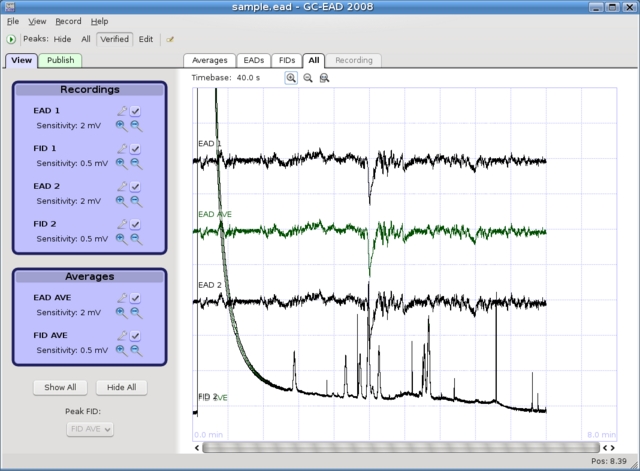 sample.ead - GC-EAD 2008
File View Record Help
Peaks: Hide All Verified Edit
View Publish
Averages EADs FIDs All Recording
Timebase: 40.0 s
Recordings
EAD 1
Sensitivity: 2 mV
FID 1
Sensitivity: 0.5 mV
EAD 2
Sensitivity: 2 mV
FID 2
Sensitivity: 0.5 mV
Averages
EAD AVE
Sensitivity: 2 mV
FID AVE
Sensitivity: 0.5 mV
Show All Hide All
Peak FID:
FID AVE
EAD 1
EAD AVE
EAD 2
FID 2
0.0 min 8.0 min
Pos: 8.39